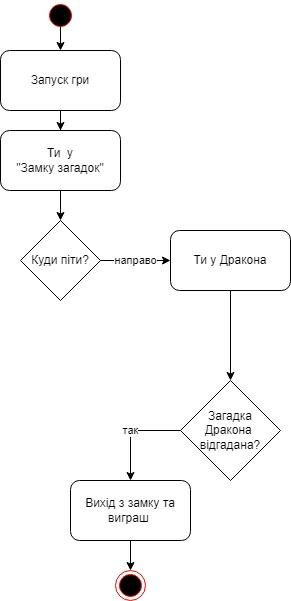 Запуск гри
Ти у
"Замку загадок"
Куди піти?
направо
Ти у Дракона
Загадка
Дракона
відгадана?
так
Вихід з замку та
виграш